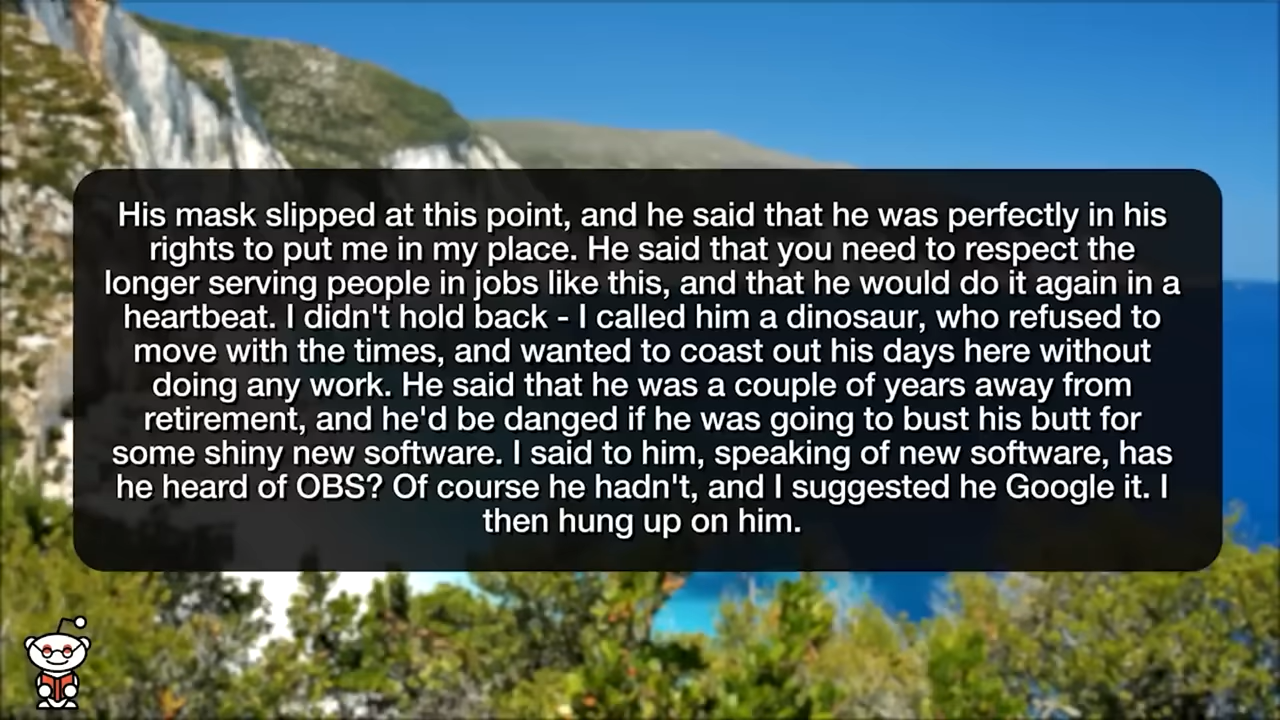 His mask slipped at this point, and he said that he was perfectly in his
rights to put me in my place. He said that you need to respect the
longer serving people in jobs like this, and that he would do it again in a
heartbeat. I didn't hold back - I called him a dinosaur, who refused to
move with the times, and wanted to coast out his days here without
doing any work. He said that he was a couple of years away from
retirement, and he'd be danged if he was going to bust his butt for
some shiny new software. I said to him, speaking of new software, has
he heard of OBS? Of course he hadn't, and I suggested he Google it. I
then hung up on him.